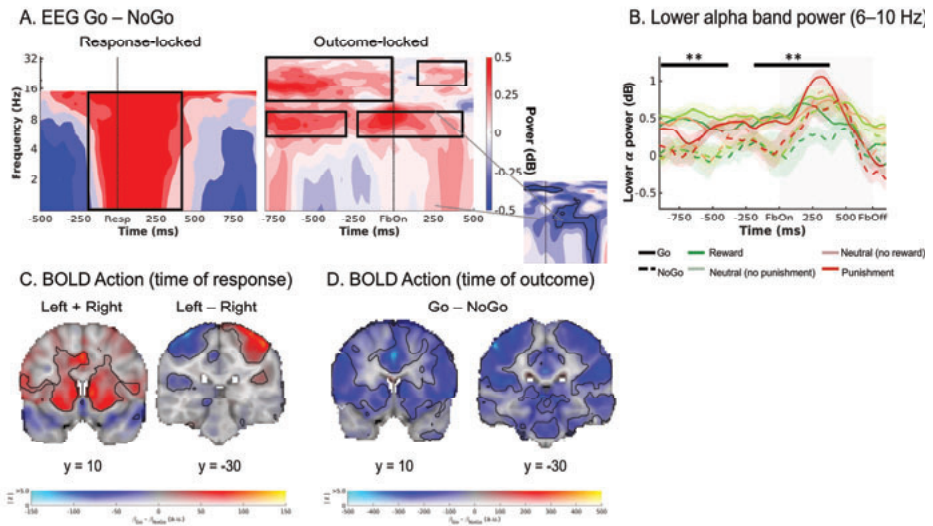 A. EEG Go – NoGo
Response-locked
Outcome-locked
32
16
8
4
2
Frequency (Hz)
-500 -250 Resp 250 500 750
Time (ms)
-750 -500 -250 FbOn 250 500
Time (ms)
0.5
0.25
0
-0.5
Power (dB)
B. Lower alpha band power (6–10 Hz)
**
**
1
0.5
0
-0.5
Lower α power (dB)
-750 -500 -250 FbOn 250 500 FbOff
Time (ms)
Go
Reward
Neutral (no reward)
NoGo
Neutral (no punishment)
Punishment
C. BOLD Action (time of response)
Left + Right
Left – Right
y = 10
y = -30
>5.0
0
|z|
-150 -100 -50 0 50 100 150
D. BOLD Action (time of outcome)
Go – NoGo
y = 10
y = -30
>5.0
0
|z|
-500 -400 -300 -200 -100 0 100 200 300 400 500